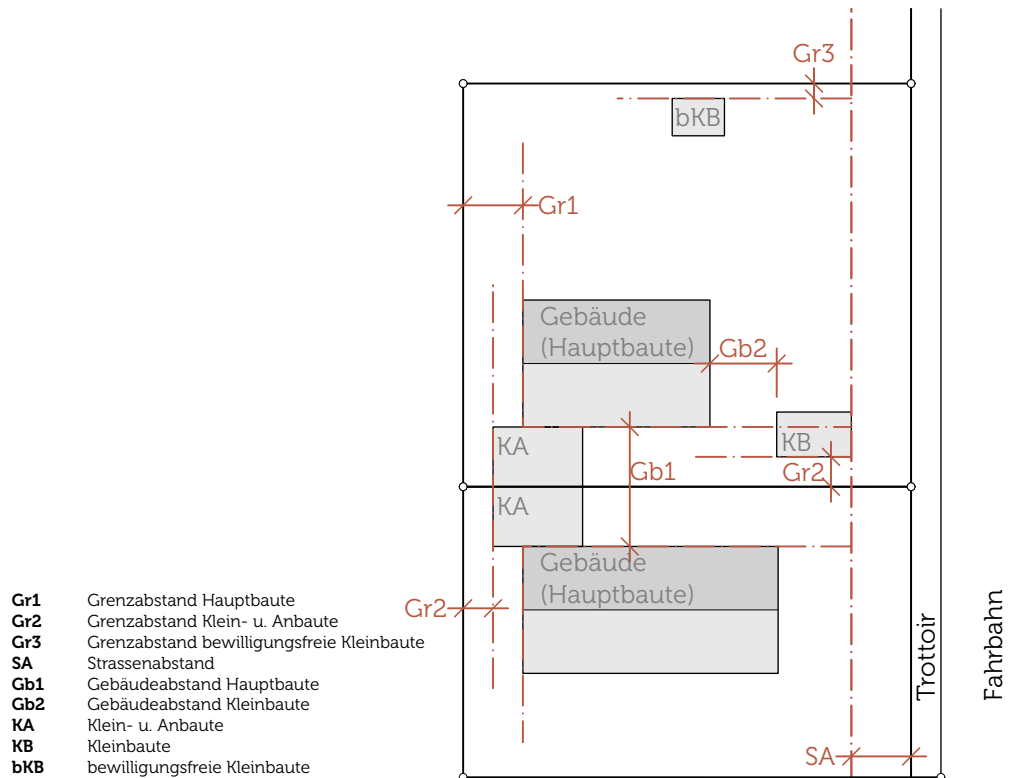 Gr3
bKB
Gr1
Gebäude
(Hauptbaute)
Gb2
KA
KB
Gb1
Gr2
KA
Gebäude
(Hauptbaute)
Gr2
Trottoir
Fahrbahn
SA
Gr1 Grenzabstand Hauptbaute
Gr2 Grenzabstand Klein- u. Anbaute
Gr3 Grenzabstand bewilligungsfreie Kleinbaute
SA Strassenabstand
Gb1 Gebäudeabstand Hauptbaute
Gb2 Gebäudeabstand Kleinbaute
KA Klein- u. Anbaute
KB Kleinbaute
bKB bewilligungsfreie Kleinbaute